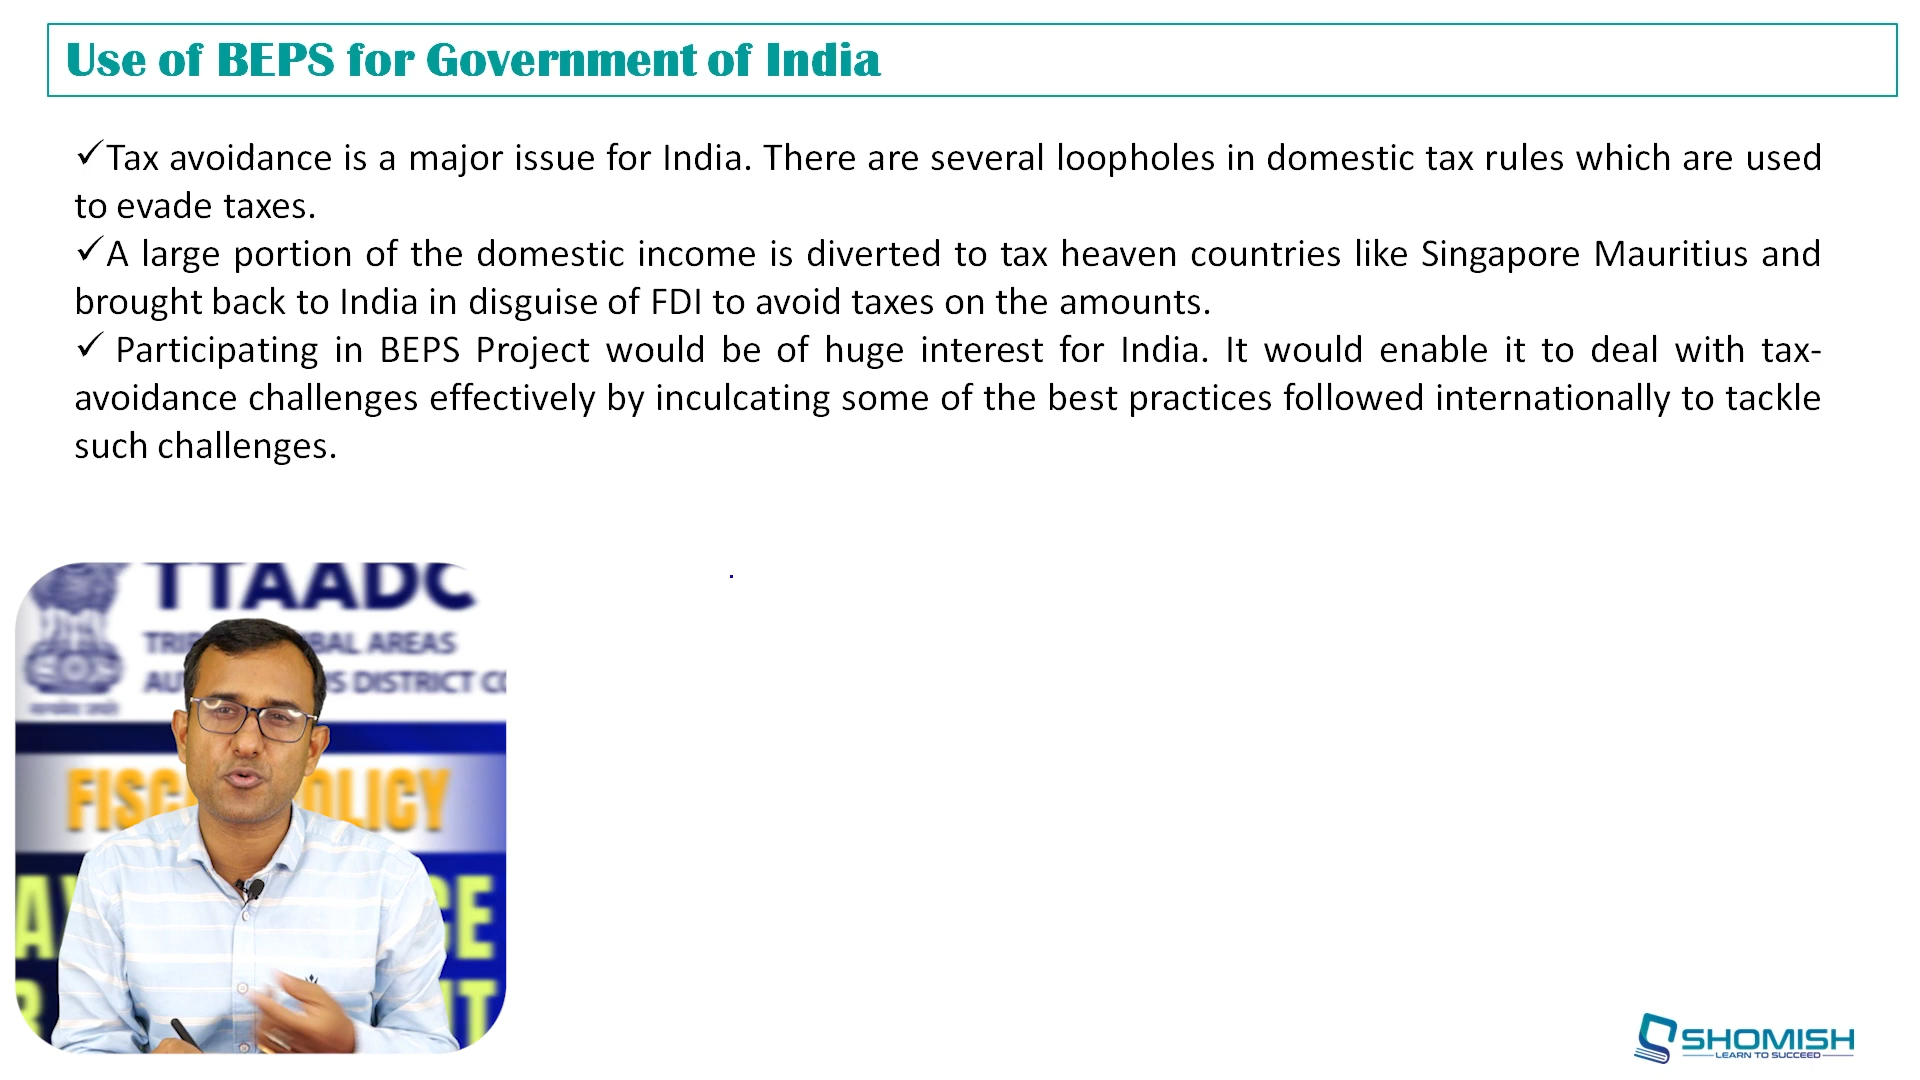 Use of BEPS for Government of India
✓Tax avoidance is a major issue for India. There are several loopholes in domestic tax rules which are used
to evade taxes.
✓A large portion of the domestic income is diverted to tax heaven countries like Singapore Mauritius and
brought back to India in disguise of FDI to avoid taxes on the amounts.
✓ Participating in BEPS Project would be of huge interest for India. It would enable it to deal with tax-
avoidance challenges effectively by inculcating some of the best practices followed internationally to tackle
such challenges.
TTAADC
AREAS
DISTRICT
SHOMISH
LEARN TO SUCCEED